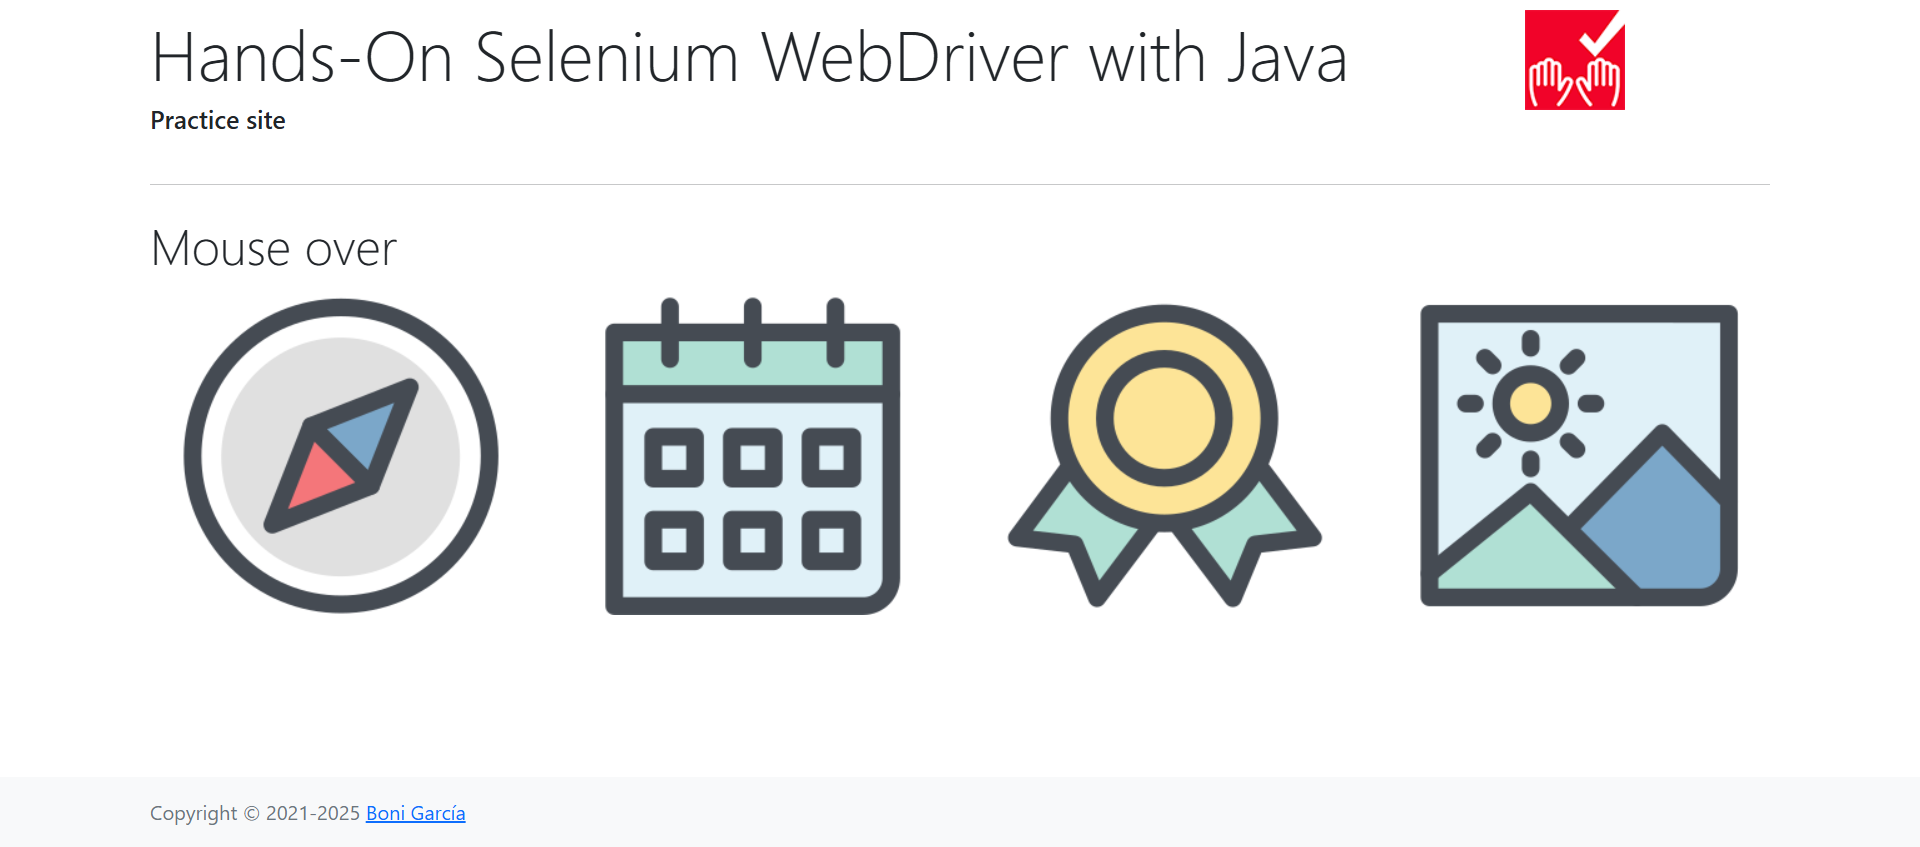 Hands-On Selenium WebDriver with Java
Practice site
Mouse over
Copyright © 2021-2025 Boni García